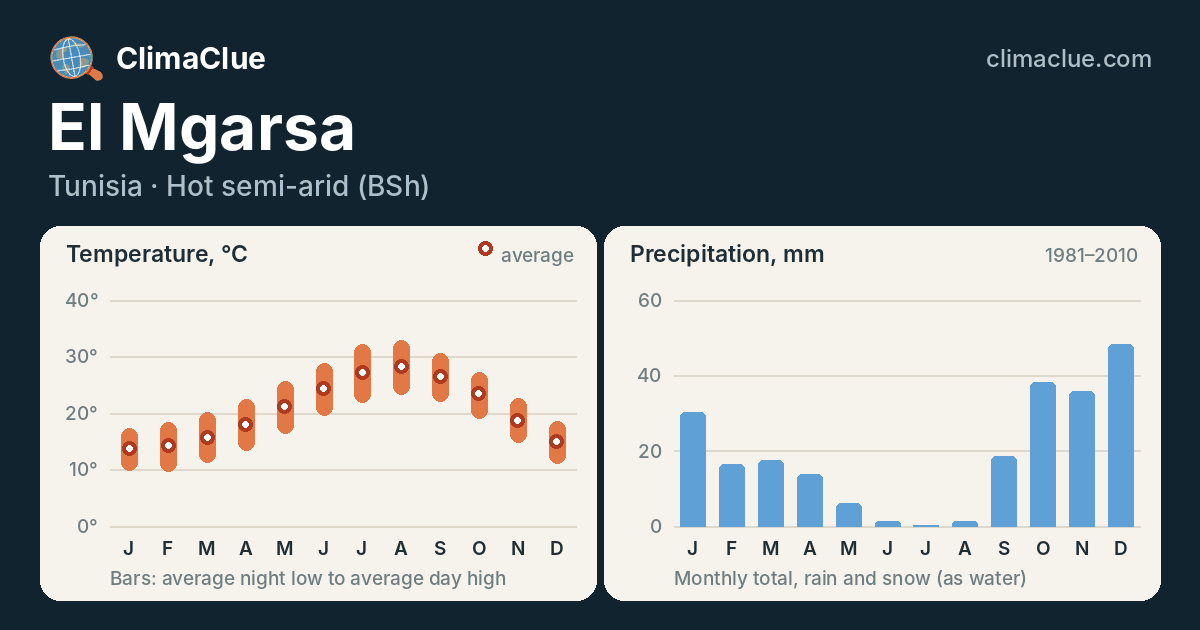 ClimaClue
climaclue.com
El Mgarsa
Tunisia · Hot semi-arid (BSh)
Temperature, °C
average
40°
30°
20°
10°
0°
J F M A M J J A S O N D
Bars: average night low to average day high
Precipitation, mm
1981–2010
60
40
20
0
J F M A M J J A S O N D
Monthly total, rain and snow (as water)